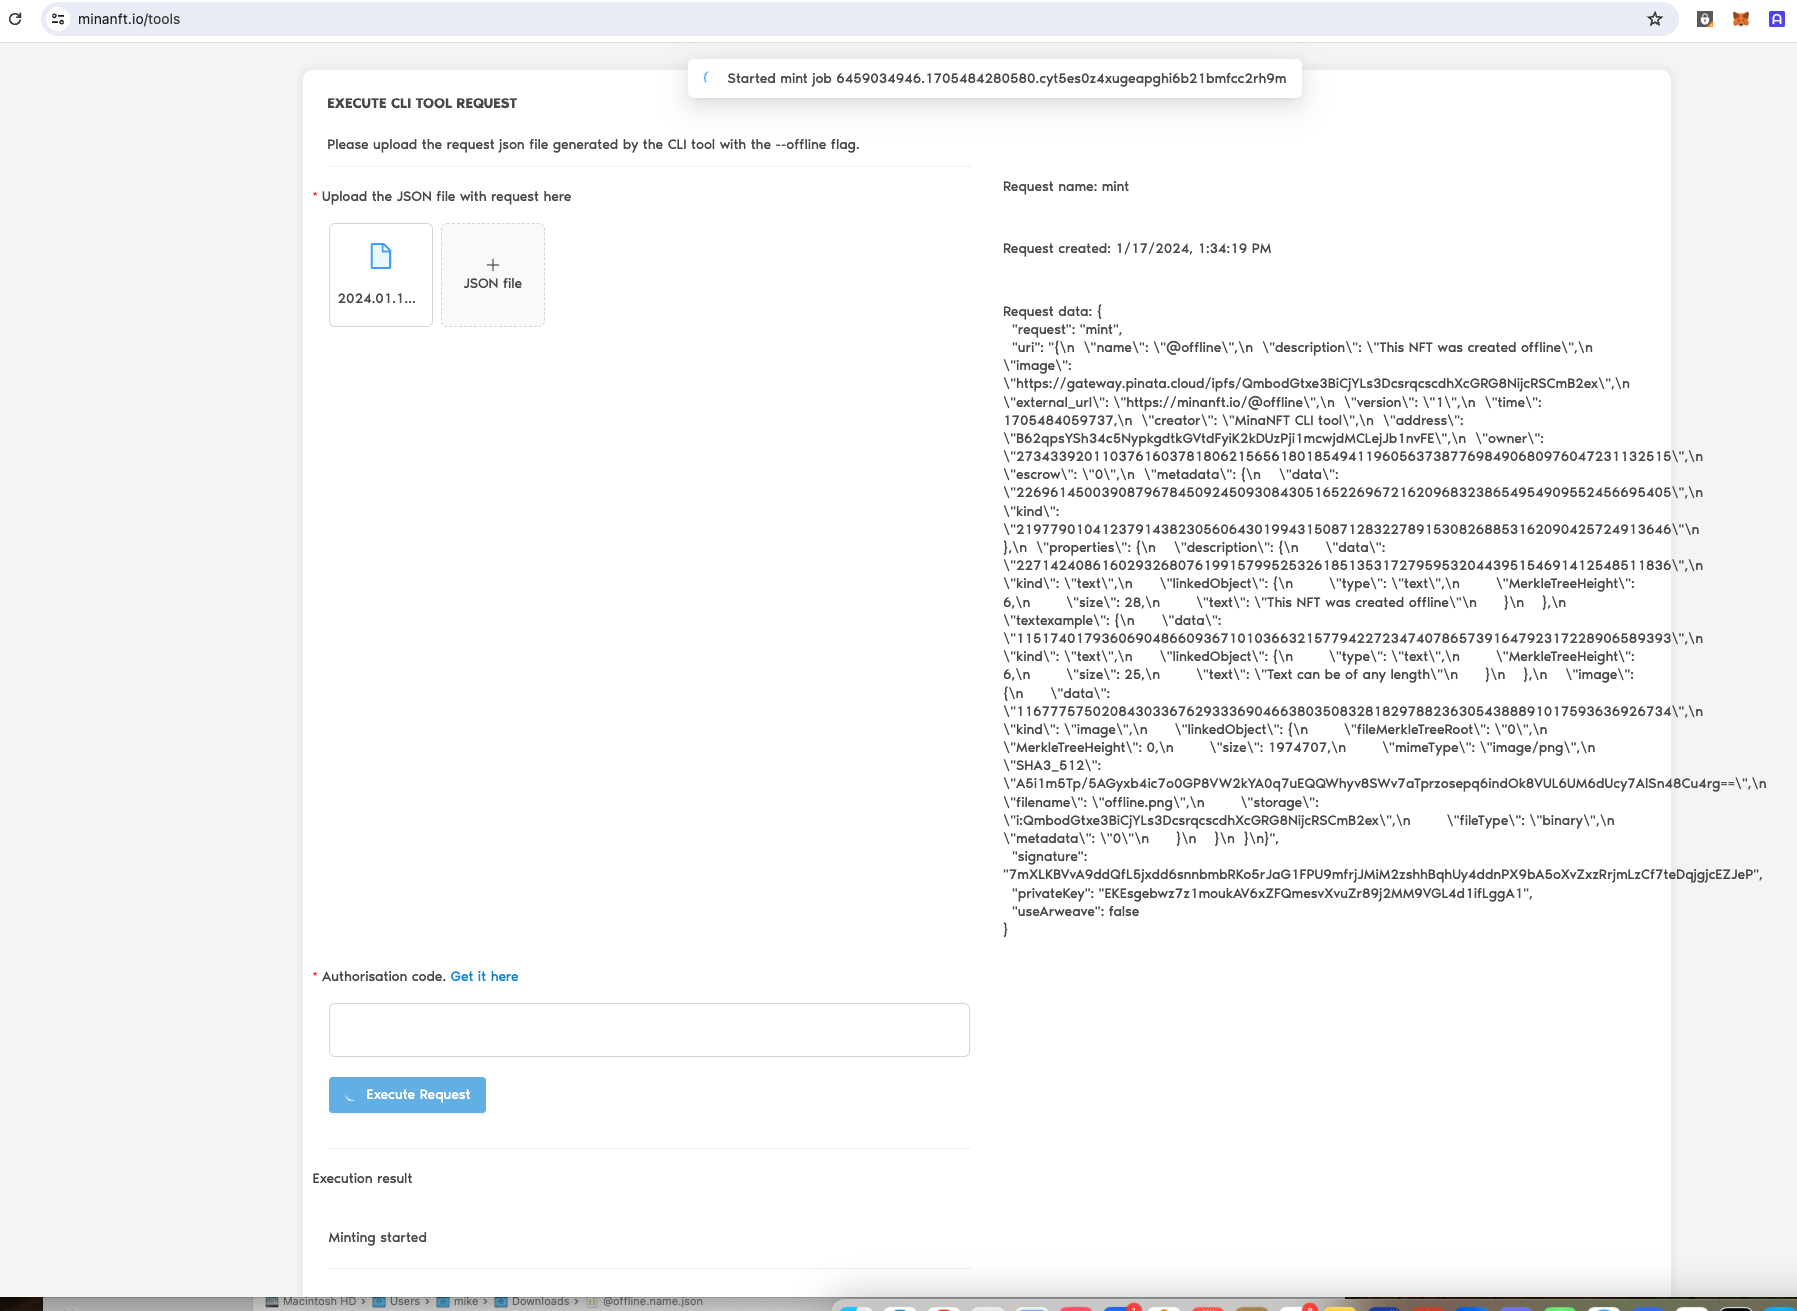 minanft.io/tools
Started mint job 6459034946.1705484280580.cyt5es0z4xugeapghi6b21bmfcc2rh9m
EXECUTE CLI TOOL REQUEST
Please upload the request json file generated by the CLI tool with the --offline flag.
* Upload the JSON file with request here
2024.01.1...
+
JSON file
Request name: mint
Request created: 1/17/2024, 1:34:19 PM
Request data: {
"request": "mint",
"uri": "{\n \"name\": \"@offline\",\n \"description\": \"This NFT was created offline\",\n
\"image\":
\"https://gateway.pinata.cloud/ipfs/QmbodGtxe3BiCjYLs3DcsrqcscdhXcGRG8NijcRSCmB2ex\",\n
\"external_url\": \"https://minanft.io/@offline\",\n \"version\": \"1\",\n \"time\":
1705484059737,\n \"creator\": \"MinaNFT CLI tool\",\n \"address\":
\"B62qpsYSh34c5NypkgdtkGVtdFyiK2kDUzPji1mcwjdMCLejJb1nvFE\",\n \"owner\":
\"27343392011037616037818062156561801854941196056373877698490680976047231132515\",\n
\"escrow\": \"0\",\n \"metadata\": {\n \"data\":
\"22696145003908796784509245093084305165226967216209683238654954909552456695405\",\n
\"kind\":
\"21977901041237914382305606430199431508712832278915308268853162090425724913646\"\n
},\n \"properties\": {\n \"description\": {\n \"data\":
\"22714240861602932680761991579952532618513531727959532044395154691412548511836\",\n
\"kind\": \"text\",\n \"linkedObject\": {\n \"type\": \"text\",\n \"MerkleTreeHeight\":
6,\n \"size\": 28,\n \"text\": \"This NFT was created offline\"\n }\n },\n
\"textexample\": {\n \"data\":
\"11517401793606904866093671010366321577942272347407865739164792317228906589393\",\n
\"kind\": \"text\",\n \"linkedObject\": {\n \"type\": \"text\",\n \"MerkleTreeHeight\":
6,\n \"size\": 25,\n \"text\": \"Text can be of any length\"\n }\n },\n \"image\":
{\n \"data\":
\"11677757502084303367629333690466380350832818297882363054388891017593636926734\",\n
\"kind\": \"image\",\n \"linkedObject\": {\n \"fileMerkleTreeRoot\": \"0\",\n
\"MerkleTreeHeight\": 0,\n \"size\": 1974707,\n \"mimeType\": \"image/png\",\n
\"SHA3_512\":
\"A5i1m5Tp/5AGyxb4ic7o0GP8VW2kYA0q7uEQQWhyv8SWv7aTprzosepq6indOk8VUL6UM6dUcy7AlSn48Cu4rg==\",\n
\"filename\": \"offline.png\",\n \"storage\":
\"i:QmbodGtxe3BiCjYLs3DcsrqcscdhXcGRG8NijcRSCmB2ex\",\n \"fileType\": \"binary\",\n
\"metadata\": \"0\"\n }\n }\n }\n}",
"signature":
"7mXLKBVvA9ddQfL5jxdd6snnbmbRKo5rJaG1FPU9mfrjJMiM2zshhBqhUy4ddnPX9bA5oXvZxzRrjmLzCf7teDqjgjcEZJeP",
"privateKey": "EKEsgebwz7z1moukAV6xZFQmesvXvuZr89j2MM9VGL4d1ifLggA1",
"useArweave": false
}
* Authorisation code. Get it here
Execute Request
Execution result
Minting started
Macintosh HD › Users › mike › Downloads › @offline.name.json